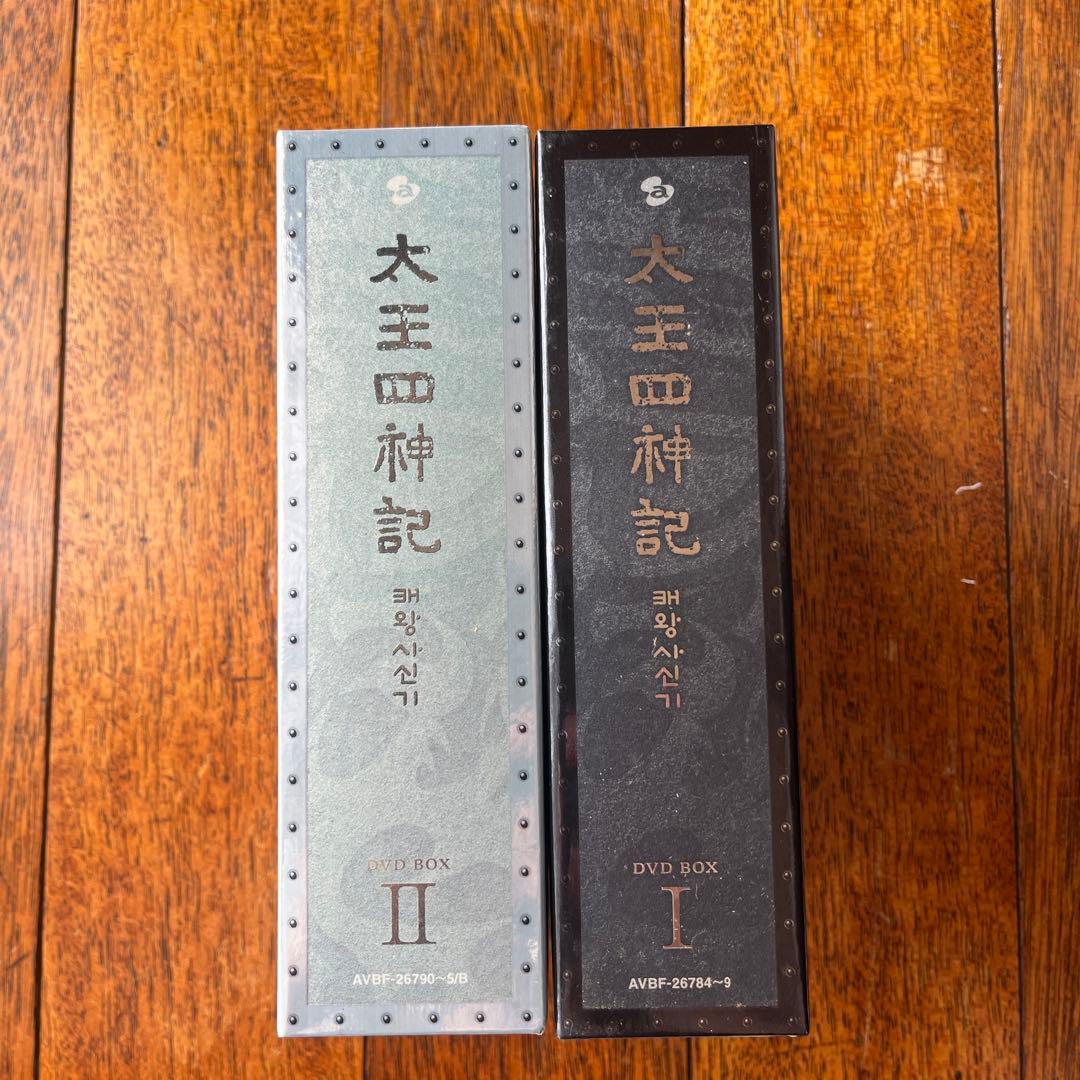 a
太王四神記
태왕사신기
DVD BOX
II
AVBF-26790～5/B
a
太王四神記
태왕사신기
DVD BOX
I
AVBF-26784～9